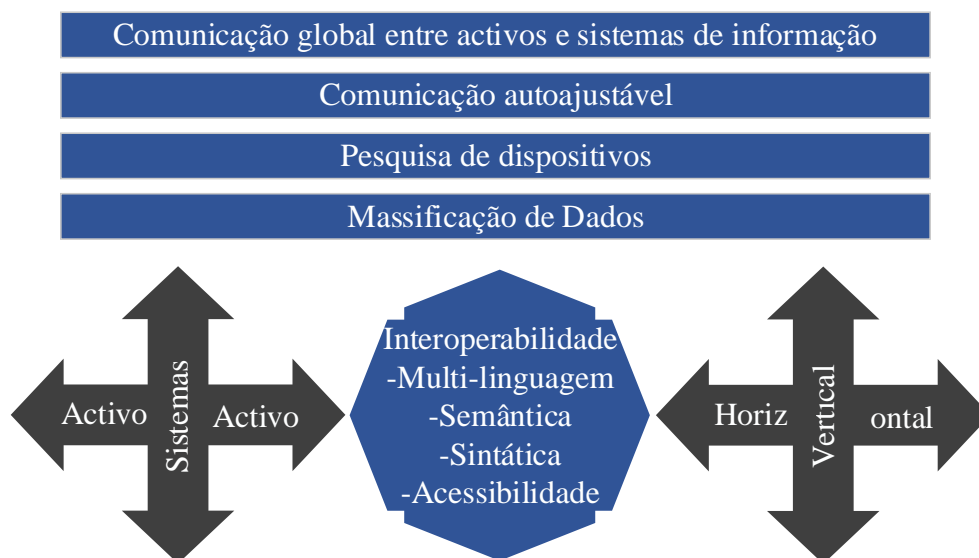 Comunicação global entre activos e sistemas de informação
Comunicação autoajustável
Pesquisa de dispositivos
Massificação de Dados
Activo
Sistemas
Activo
Interoperabilidade
-Multi-linguagem
-Semântica
-Sintática
-Acessibilidade
Horiz
Vertical
ontal